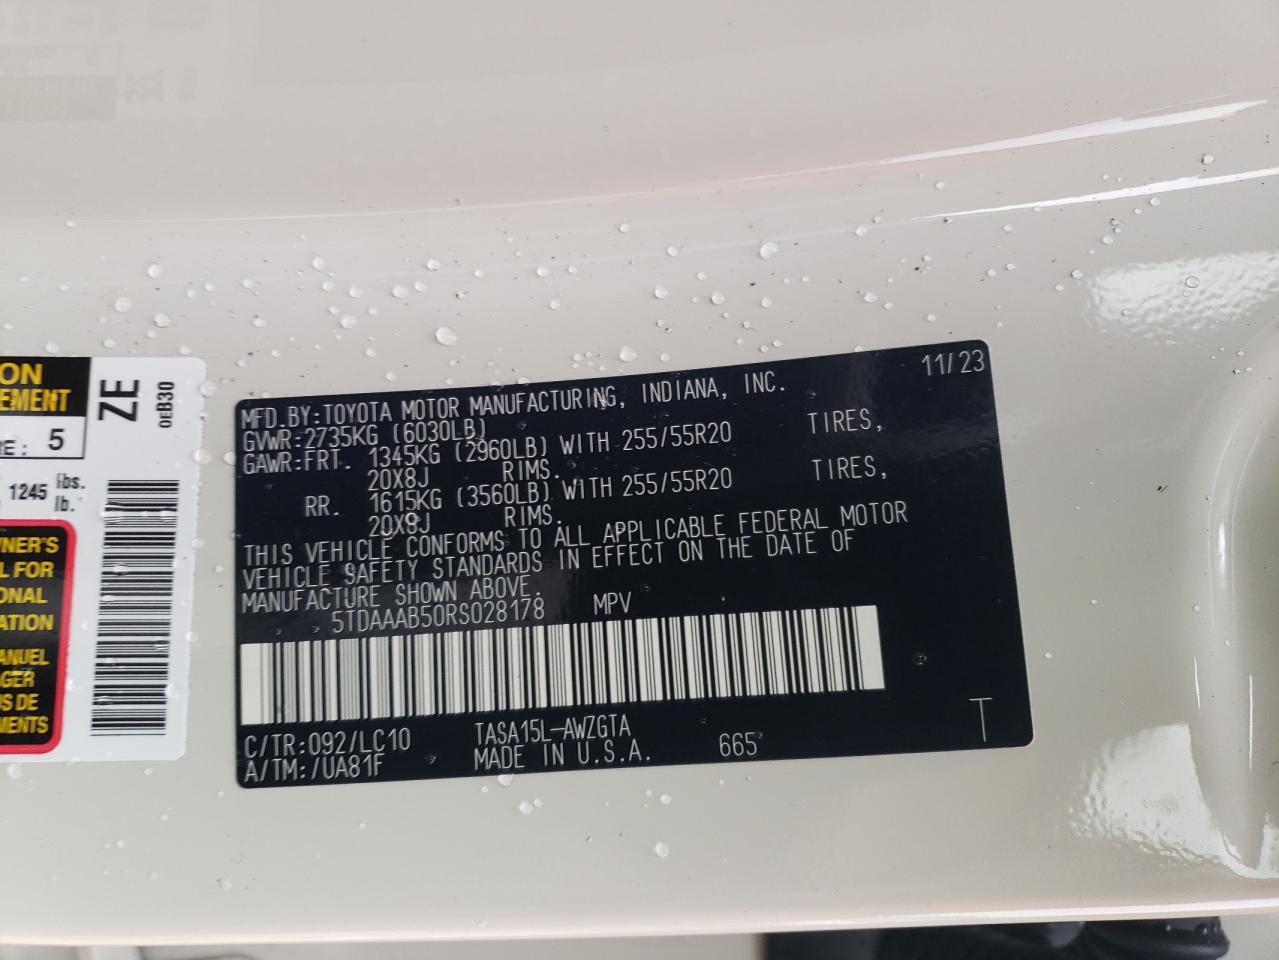 ON
EMENT
RE: 5
1245 lbs.
lb.
NER'S
L FOR
ONAL
ATION
ANUEL
GER
S DE
MENTS
ZE
0EB30
11/23
MFD.BY:TOYOTA MOTOR MANUFACTURING, INDIANA, INC.
GVWR:2735KG (6030LB)
GAWR:FRT. 1345KG (2960LB) WITH 255/55R20 TIRES,
20X8J RIMS.
RR. 1615KG (3560LB) WITH 255/55R20 TIRES,
20X8J RIMS.
THIS VEHICLE CONFORMS TO ALL APPLICABLE FEDERAL MOTOR
VEHICLE SAFETY STANDARDS IN EFFECT ON THE DATE OF
MANUFACTURE SHOWN ABOVE.
5TDAAAB50RS028178 MPV
C/TR:092/LC10 TASA15L-AWZGTA
A/TM:/UA81F MADE IN U.S.A. 665 T